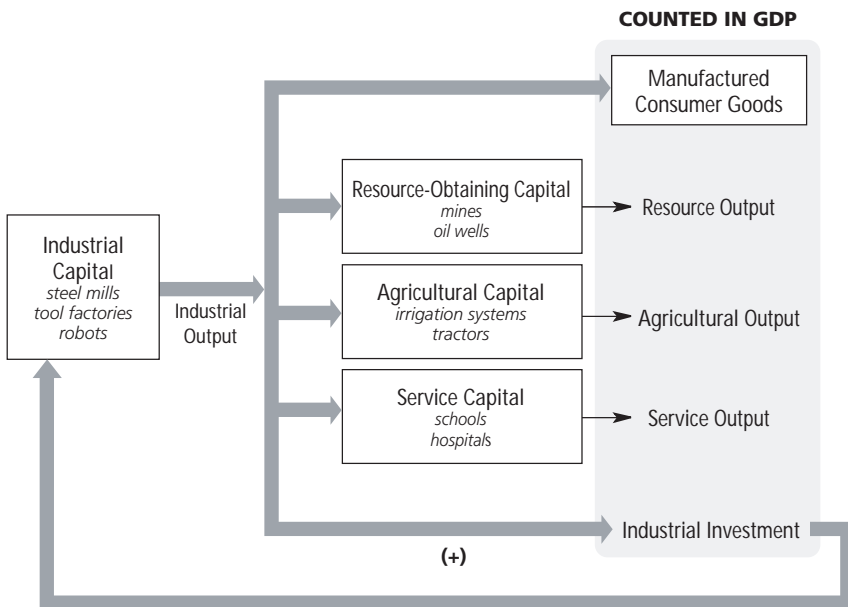 COUNTED IN GDP
Manufactured
Consumer Goods
Resource-Obtaining Capital
mines
oil wells
Resource Output
Industrial
Capital
steel mills
tool factories
robots
Industrial
Output
Agricultural Capital
irrigation systems
tractors
Agricultural Output
Service Capital
schools
hospitals
Service Output
Industrial Investment
(+)